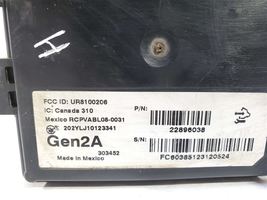 H
FCC ID: UR8100206
IC: Canada 310
Mexico RCPVABL08-0031
202YLJ10123341
Gen2A
303452
Made in Mexico
P/N:
22896038
S/N:
FC60385123120524